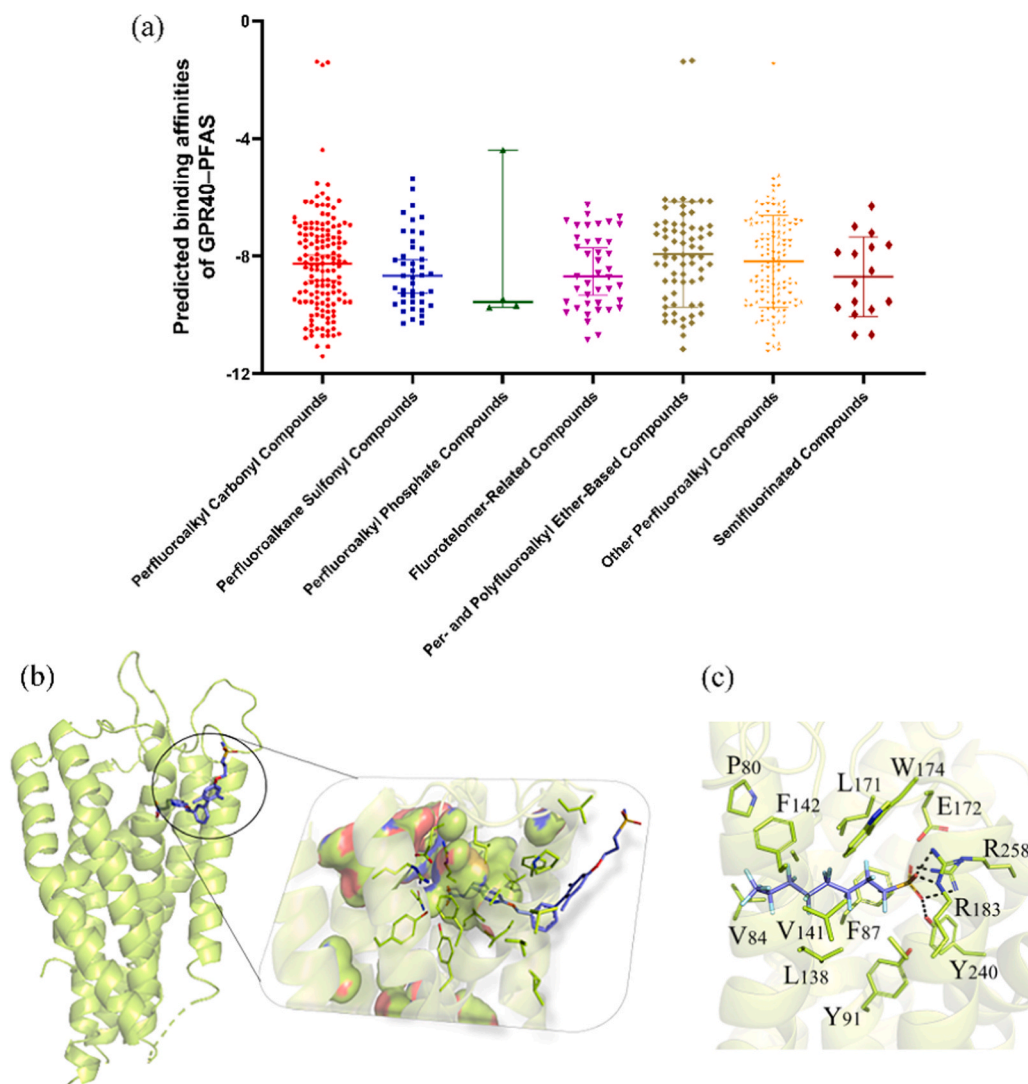 (a)
Predicted binding affinities
of GPR40–PFAS
0
-4
-8
-12
Perfluoroalkyl Carbonyl Compounds
Perfluoroalkane Sulfonyl Compounds
Perfluoroalkyl Phosphate Compounds
Fluorotelomer-Related Compounds
Per- and Polyfluoroalkyl Ether-Based Compounds
Other Perfluoroalkyl Compounds
Semifluorinated Compounds
(b)
(c)
P80
F142
L171
W174
E172
R258
V84
V141
F87
R183
L138
Y240
Y91